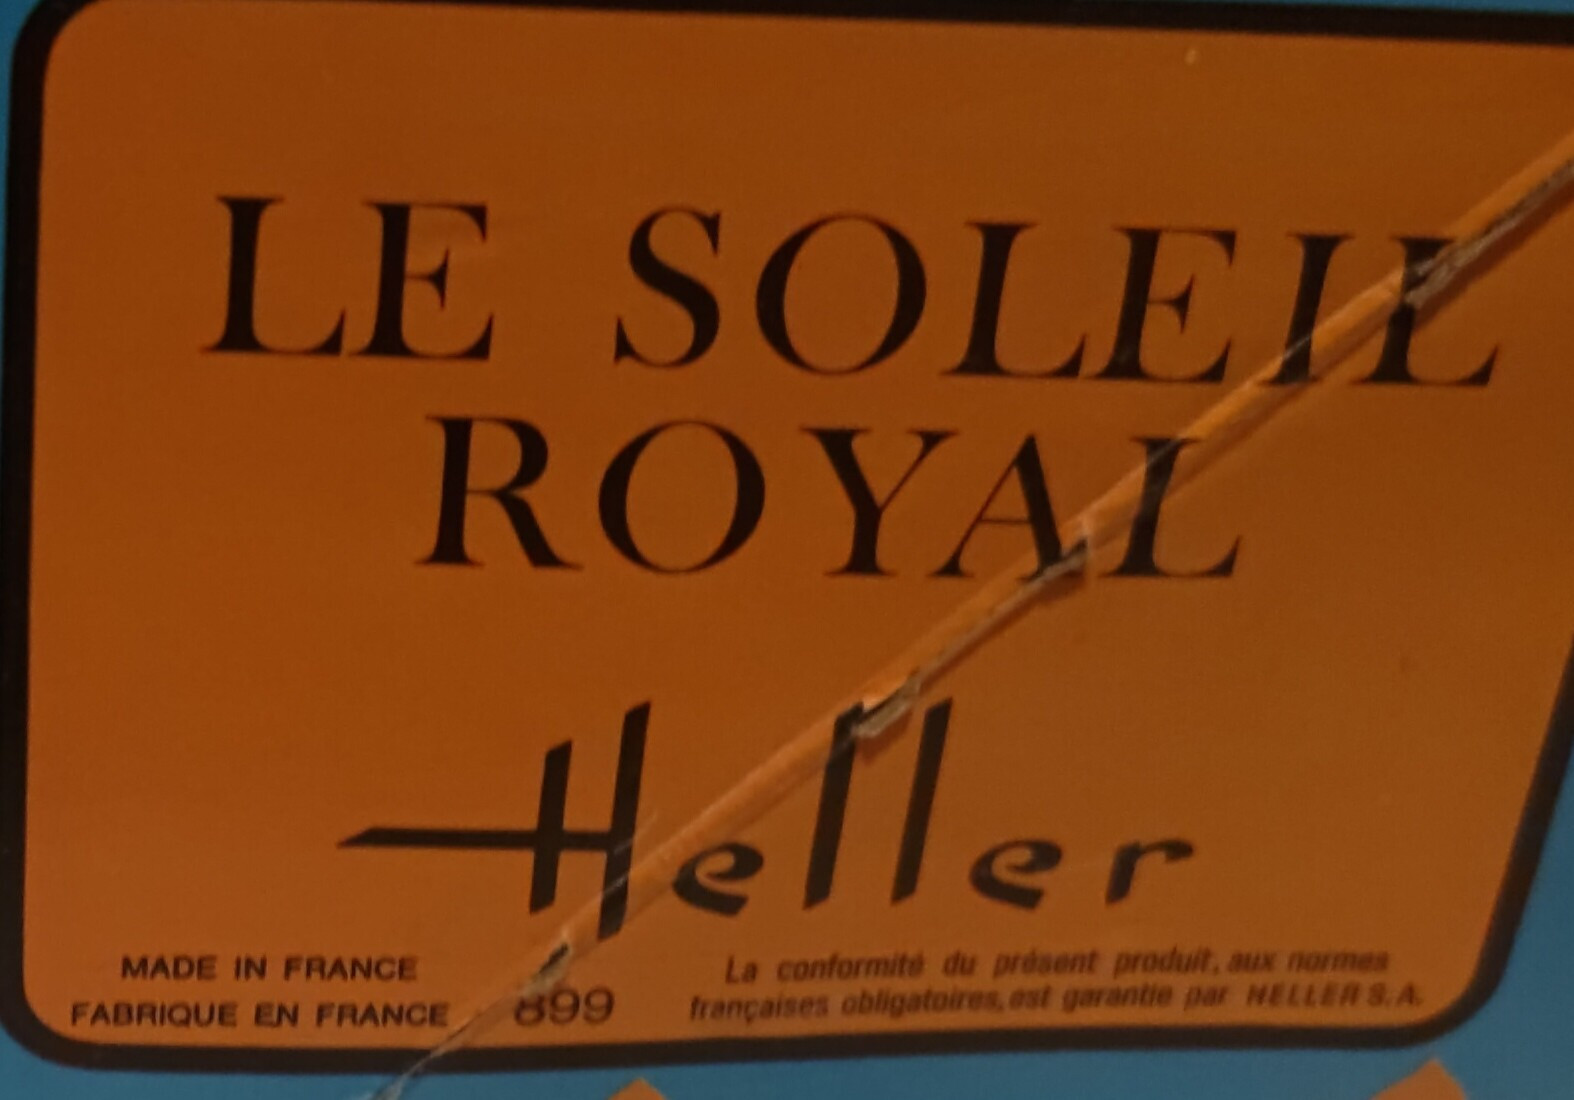 LE SOLEIL
ROYAL
Heller
MADE IN FRANCE
FABRIQUE EN FRANCE
899
La conformité du présent produit, aux normes
françaises obligatoires, est garantie par HELLER S.A.